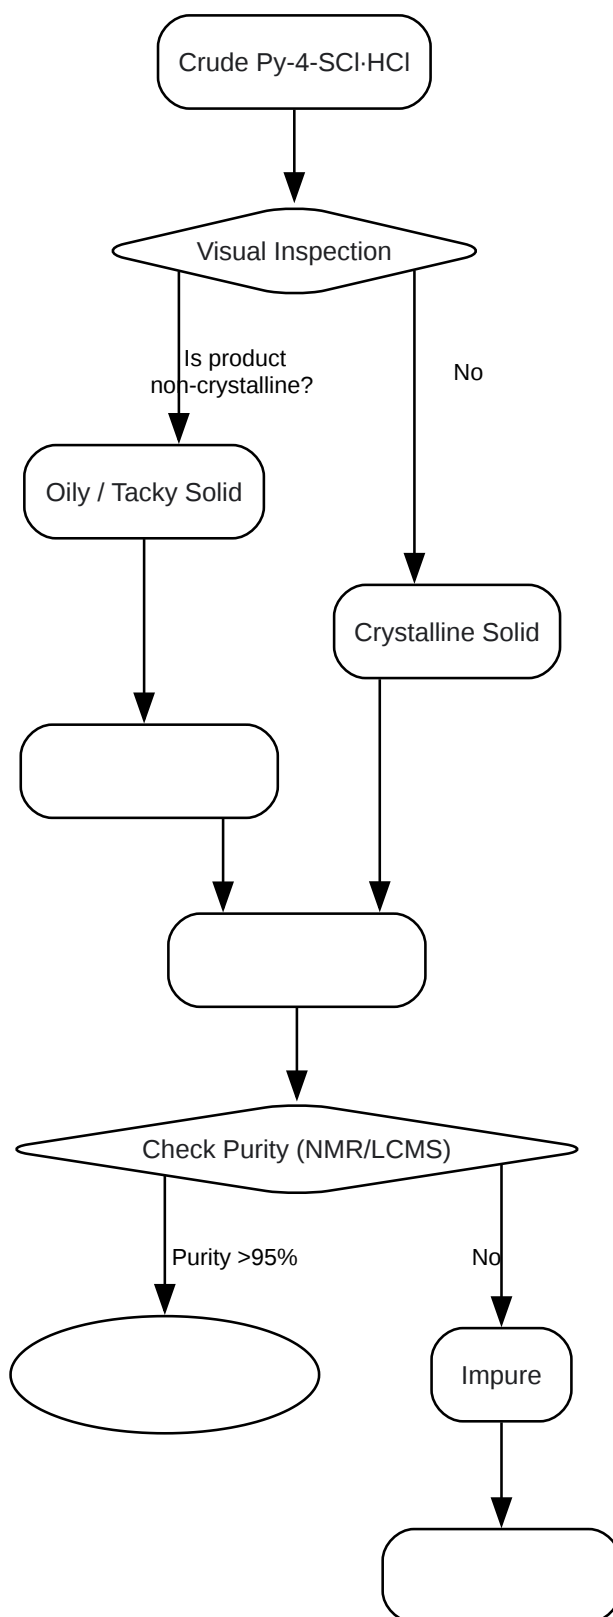 Crude Py-4-SCl·HCl
Visual Inspection
Is product
non-crystalline?
No
Oily / Tacky Solid
Crystalline Solid
Check Purity (NMR/LCMS)
Purity >95%
No
Impure